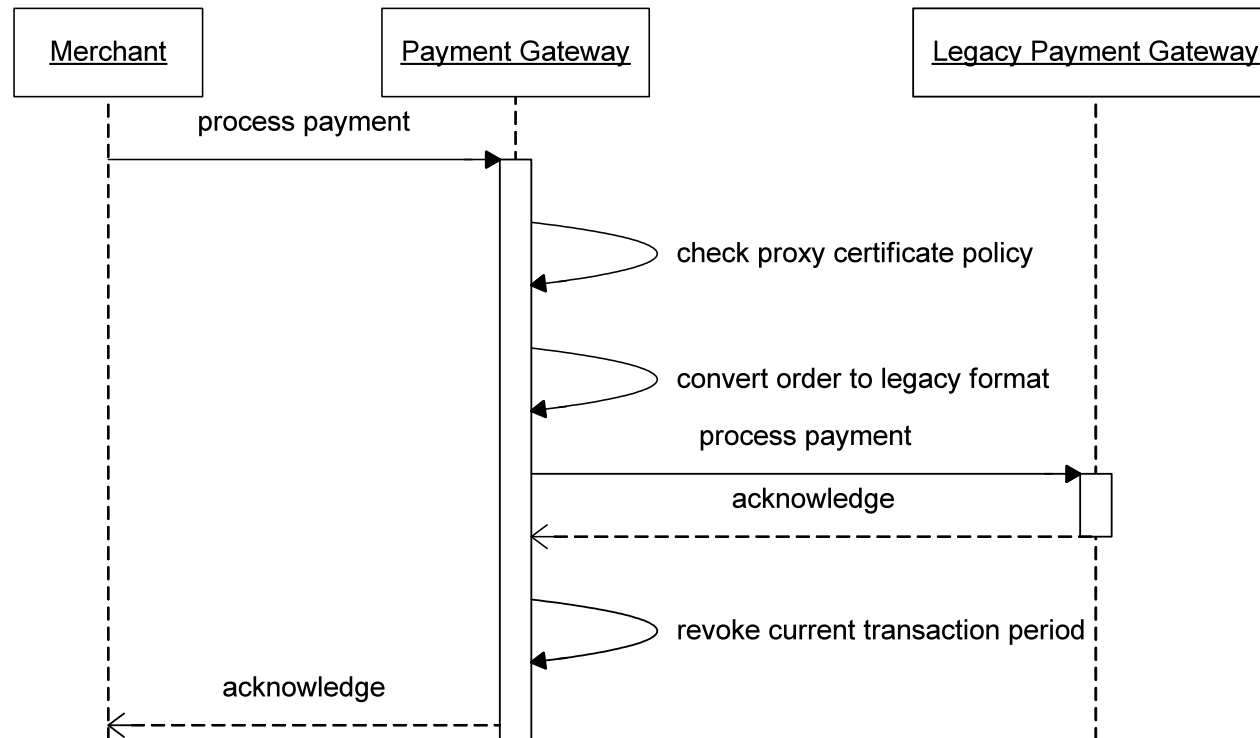 Merchant
Payment Gateway
Legacy Payment Gateway
process payment
check proxy certificate policy
convert order to legacy format
process payment
acknowledge
revoke current transaction period
acknowledge